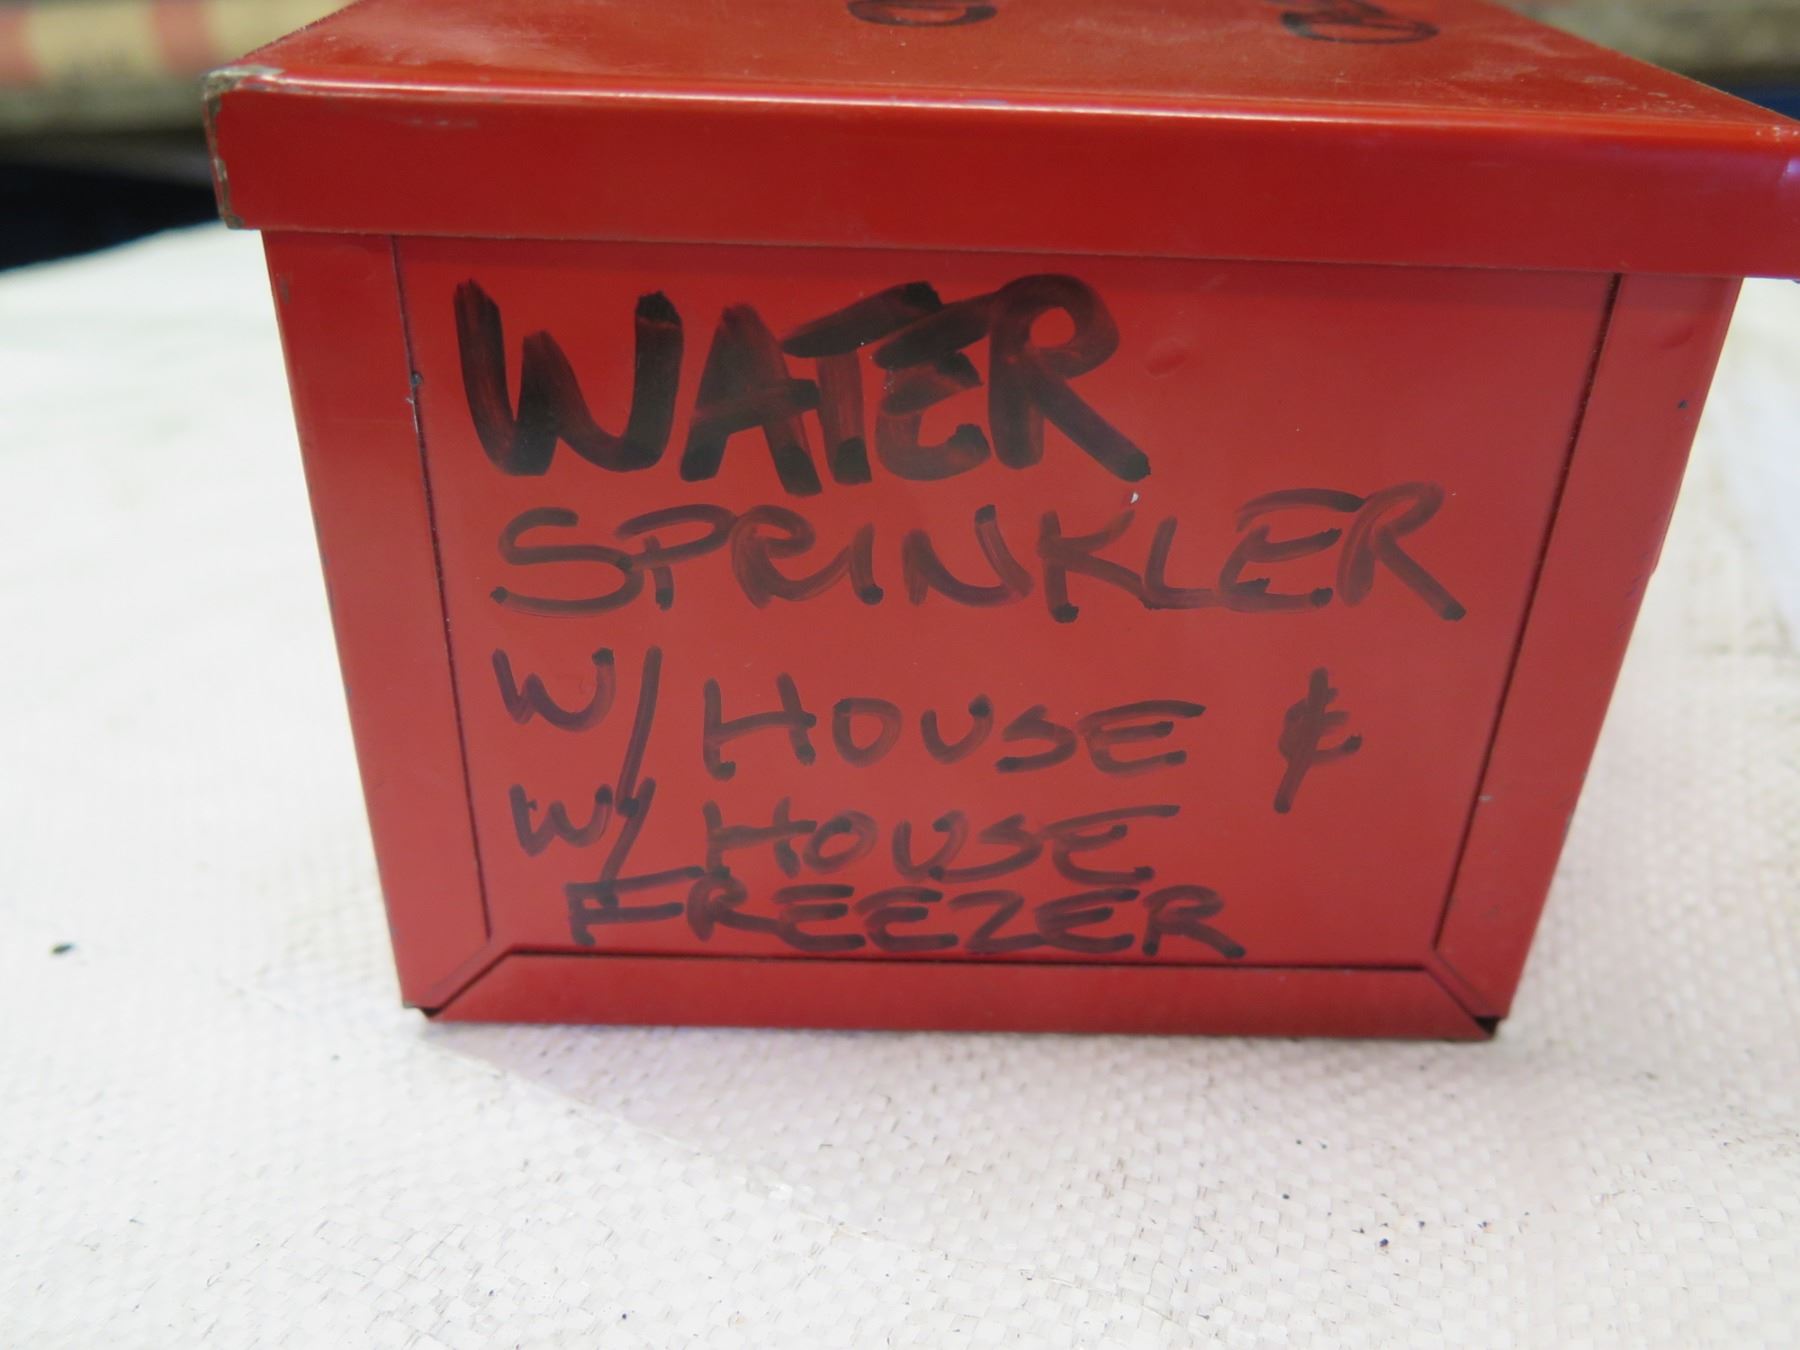 WATER
SPRINKLER
W/ HOUSE &
W/ HOUSE
FREEZER